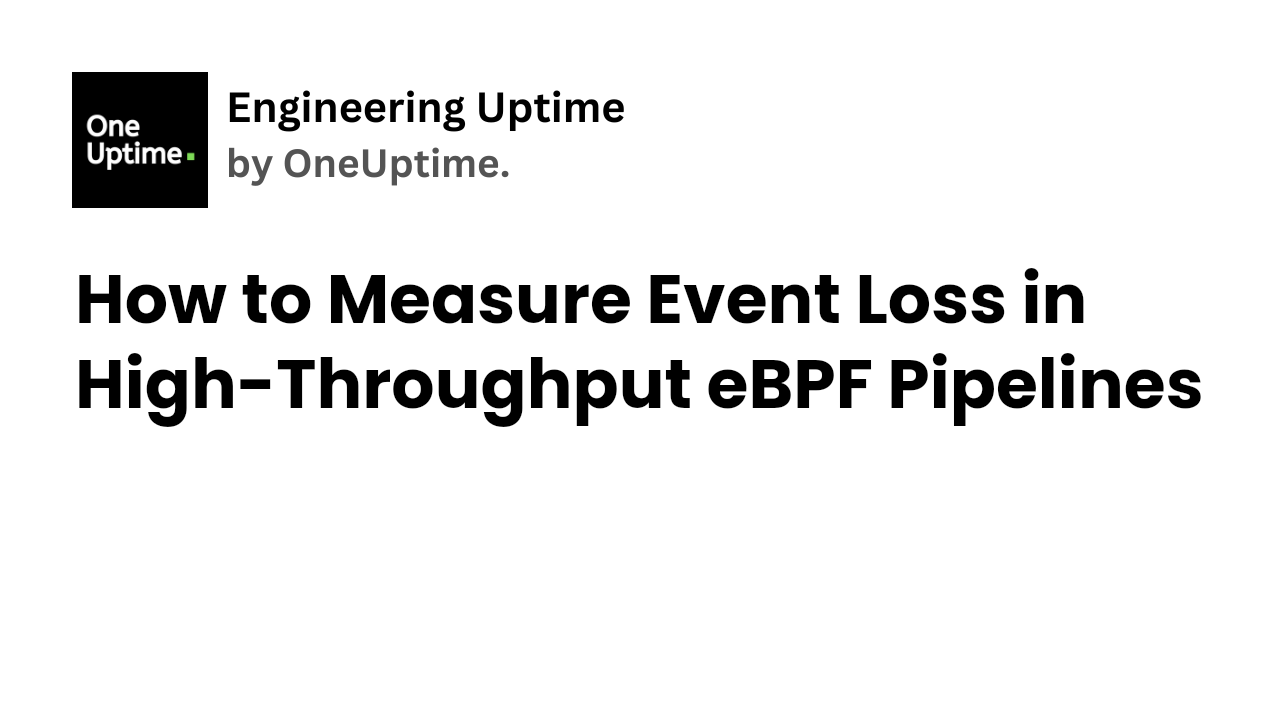 One
Uptime.
Engineering Uptime
by OneUptime.
How to Measure Event Loss in
High-Throughput eBPF Pipelines